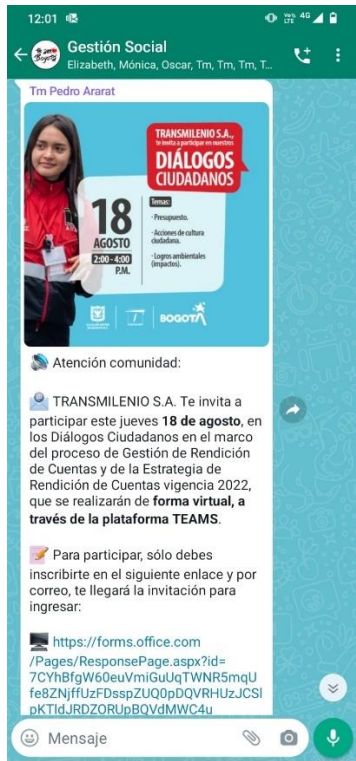 12:01
Vo)) LTE 4G
Gestión Social
Elizabeth, Mónica, Oscar, Tm, Tm, Tm, T...
Tm Pedro Ararat
TRANSMILENIO S.A.,
te invita a participar en nuestros
DIÁLOGOS
CIUDADANOS
18
AGOSTO
2:00 - 4:00
P.M.
Temas:
· Presupuesto.
· Acciones de cultura
ciudadana.
· Logros ambientales
(impactos).
BOGOTÁ
Atención comunidad:
TRANSMILENIO S.A. Te invita a
participar este jueves 18 de agosto, en
los Diálogos Ciudadanos en el marco
del proceso de Gestión de Rendición
de Cuentas y de la Estrategia de
Rendición de Cuentas vigencia 2022,
que se realizarán de forma virtual, a
través de la plataforma TEAMS.
Para participar, sólo debes
inscribirte en el siguiente enlace y por
correo, te llegará la invitación para
ingresar:
https://forms.office.com
/Pages/ResponsePage.aspx?id=
7CYhBfgW60euVmiGuUqTWNR5mqU
fe8ZNjffUzFDsspZUQ0pDQVRHUzJCSl
pKTldJRDZORUpBQVdMWC4u
Mensaje